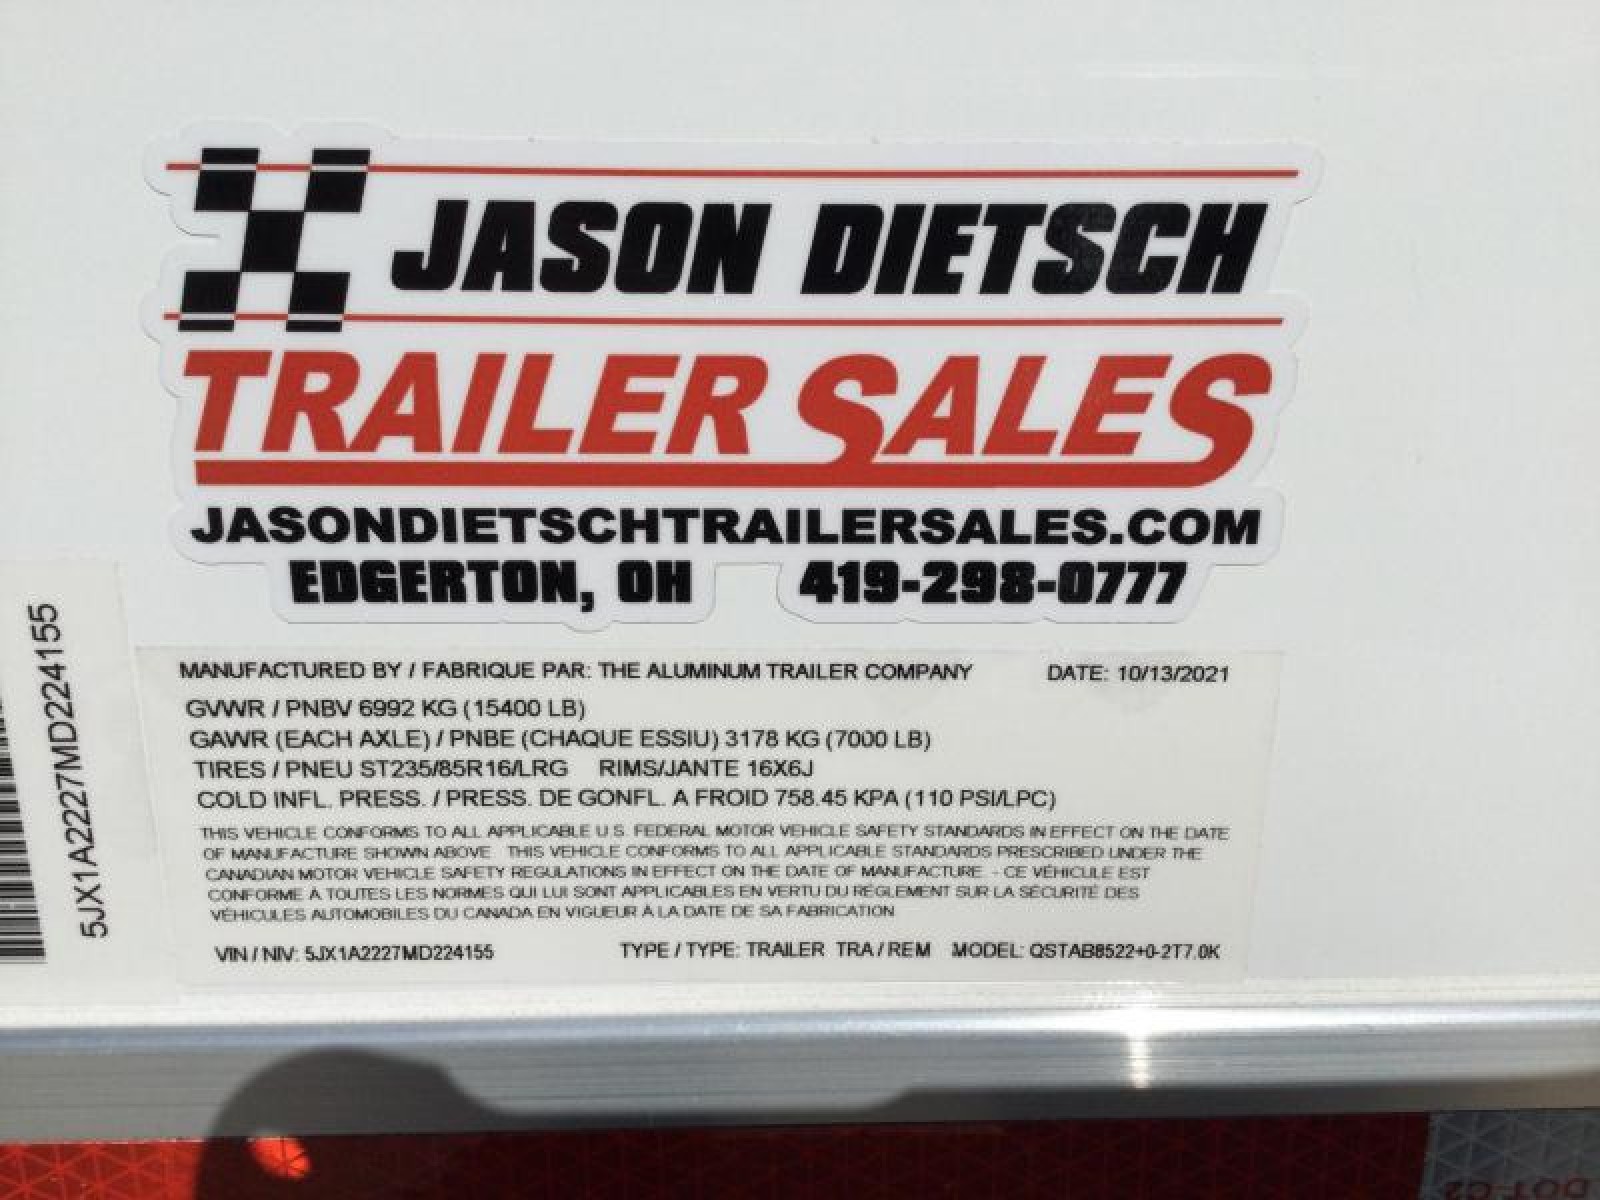 JASON DIETSCH
TRAILER SALES
JASONDIETSCHTRAILERSALES.COM
EDGERTON, OH 419-298-0777
5JX1A2227MD224155
MANUFACTURED BY / FABRIQUE PAR: THE ALUMINUM TRAILER COMPANY DATE: 10/13/2021
GVWR / PNBV 6992 KG (15400 LB)
GAWR (EACH AXLE) / PNBE (CHAQUE ESSIU) 3178 KG (7000 LB)
TIRES / PNEU ST235/85R16/LRG RIMS/JANTE 16X6J
COLD INFL. PRESS. / PRESS. DE GONFL. A FROID 758.45 KPA (110 PSI/LPC)
THIS VEHICLE CONFORMS TO ALL APPLICABLE U.S. FEDERAL MOTOR VEHICLE SAFETY STANDARDS IN EFFECT ON THE DATE
OF MANUFACTURE SHOWN ABOVE. THIS VEHICLE CONFORMS TO ALL APPLICABLE STANDARDS PRESCRIBED UNDER THE
CANADIAN MOTOR VEHICLE SAFETY REGULATIONS IN EFFECT ON THE DATE OF MANUFACTURE. - CE VÉHICULE EST
CONFORME À TOUTES LES NORMES QUI LUI SONT APPLICABLES EN VERTU DU RÈGLEMENT SUR LA SÉCURITÉ DES
VÉHICULES AUTOMOBILES DU CANADA EN VIGUEUR À LA DATE DE SA FABRICATION
VIN / NIV: 5JX1A2227MD224155 TYPE / TYPE: TRAILER TRA / REM MODEL: QSTAB8522+0-2T7.0K
DOT-C2